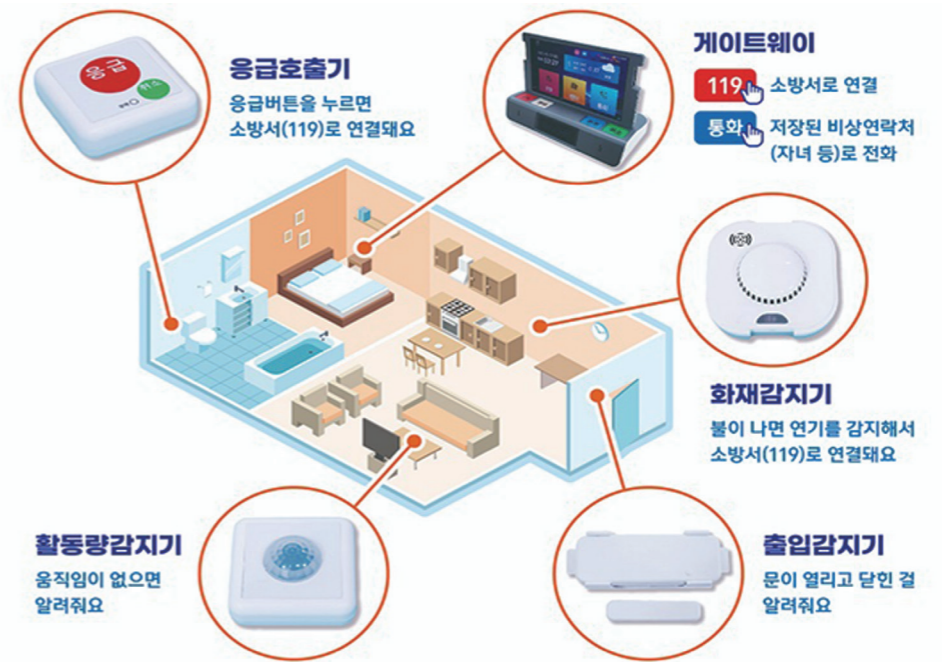 응급호출기
응급버튼을 누르면
소방서(119)로 연결돼요
응급
취소
게이트웨이
119 소방서로 연결
통화 저장된 비상연락처
(자녀 등)로 전화
화재감지기
불이 나면 연기를 감지해서
소방서(119)로 연결돼요
활동량감지기
움직임이 없으면
알려줘요
출입감지기
문이 열리고 닫힌 걸
알려줘요